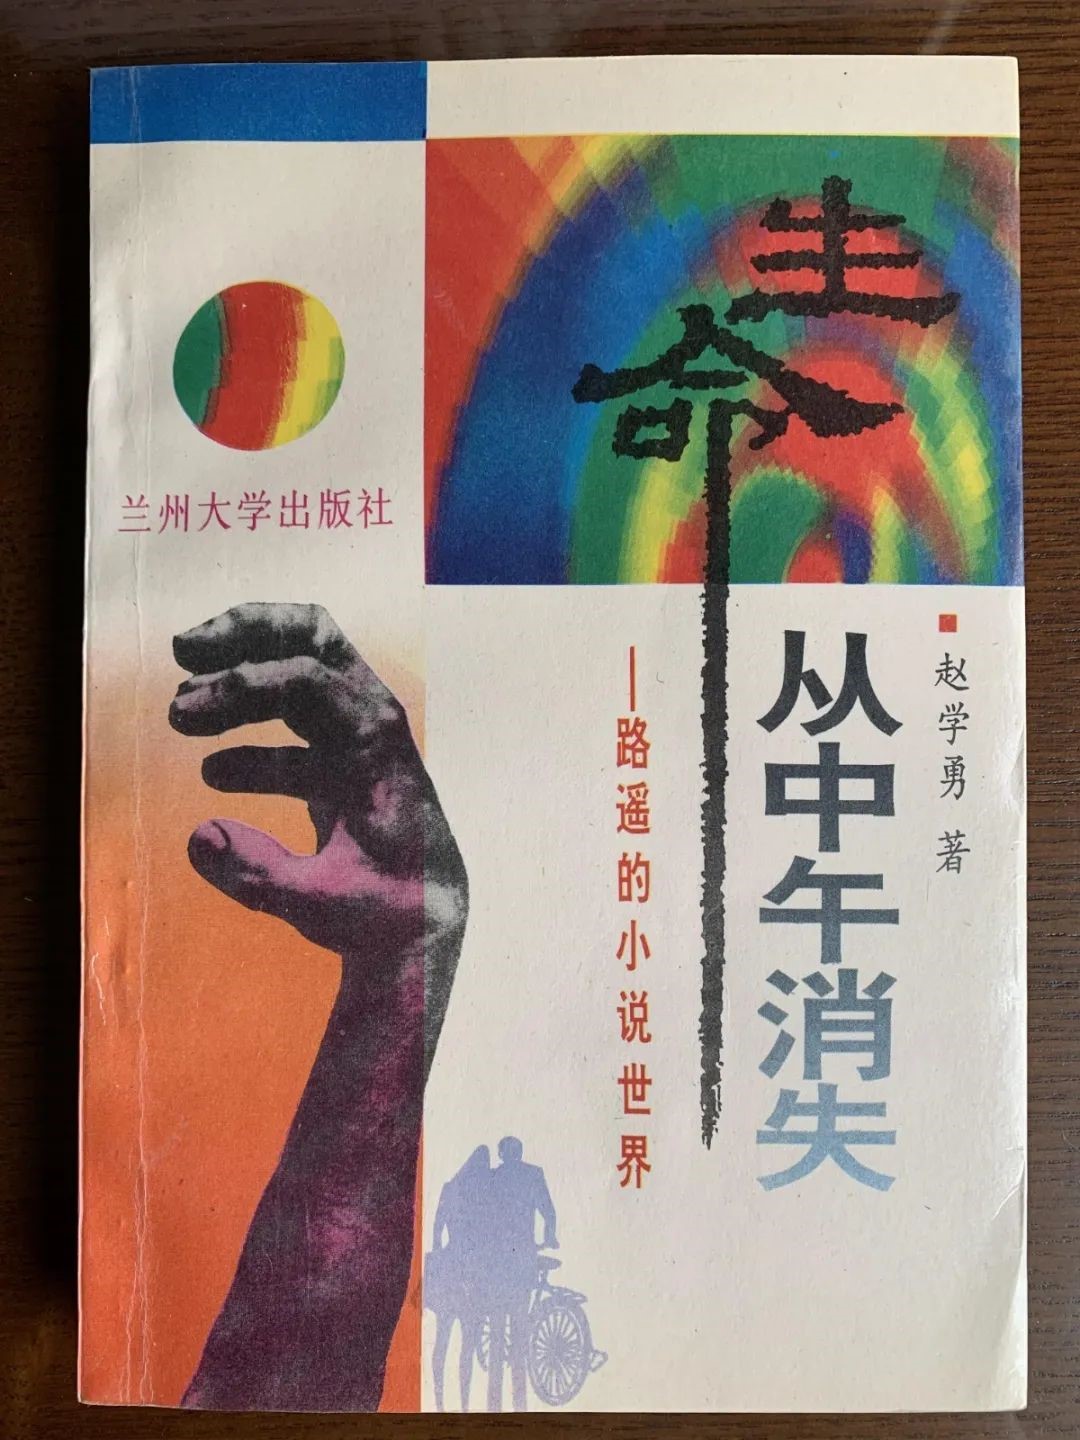 生命
从中午消失
—路遥的小说世界
赵学勇 著
兰州大学出版社